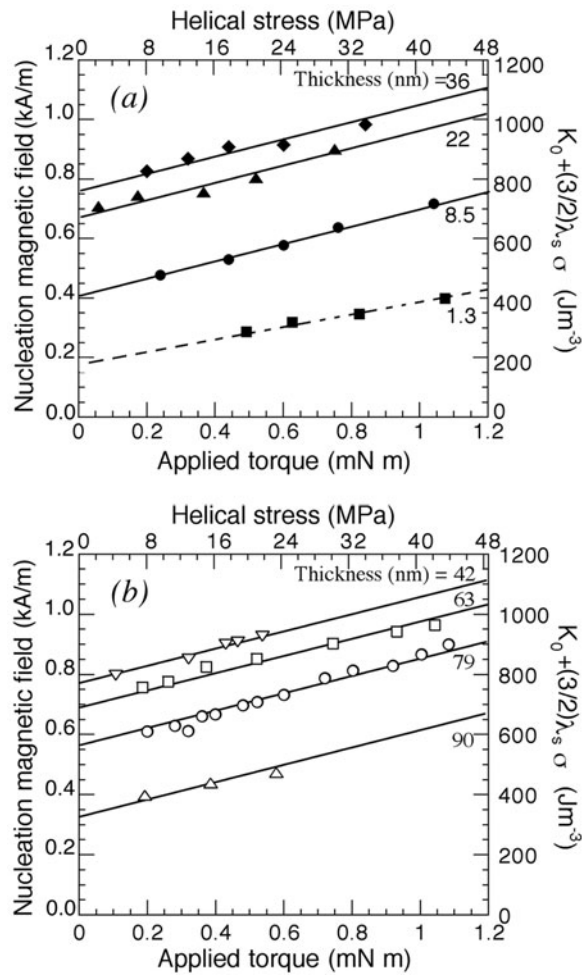 Helical stress (MPa)
0 8 16 24 32 40 48
Nucleation magnetic field (kA/m)
1.2
1.0
0.8
0.6
0.4
0.2
0.0
(a)
Thickness (nm) = 36
22
8.5
1.3
1200
1000
800
600
400
200
0
K₀+(3/2)λₛ σ (Jm⁻³)
0 0.2 0.4 0.6 0.8 1 1.2
Applied torque (mN m)
Helical stress (MPa)
0 8 16 24 32 40 48
Nucleation magnetic field (kA/m)
1.2
1.0
0.8
0.6
0.4
0.2
0.0
(b)
Thickness (nm) = 42
63
79
90
1200
1000
800
600
400
200
0
K₀+(3/2)λₛ σ (Jm⁻³)
0 0.2 0.4 0.6 0.8 1 1.2
Applied torque (mN m)